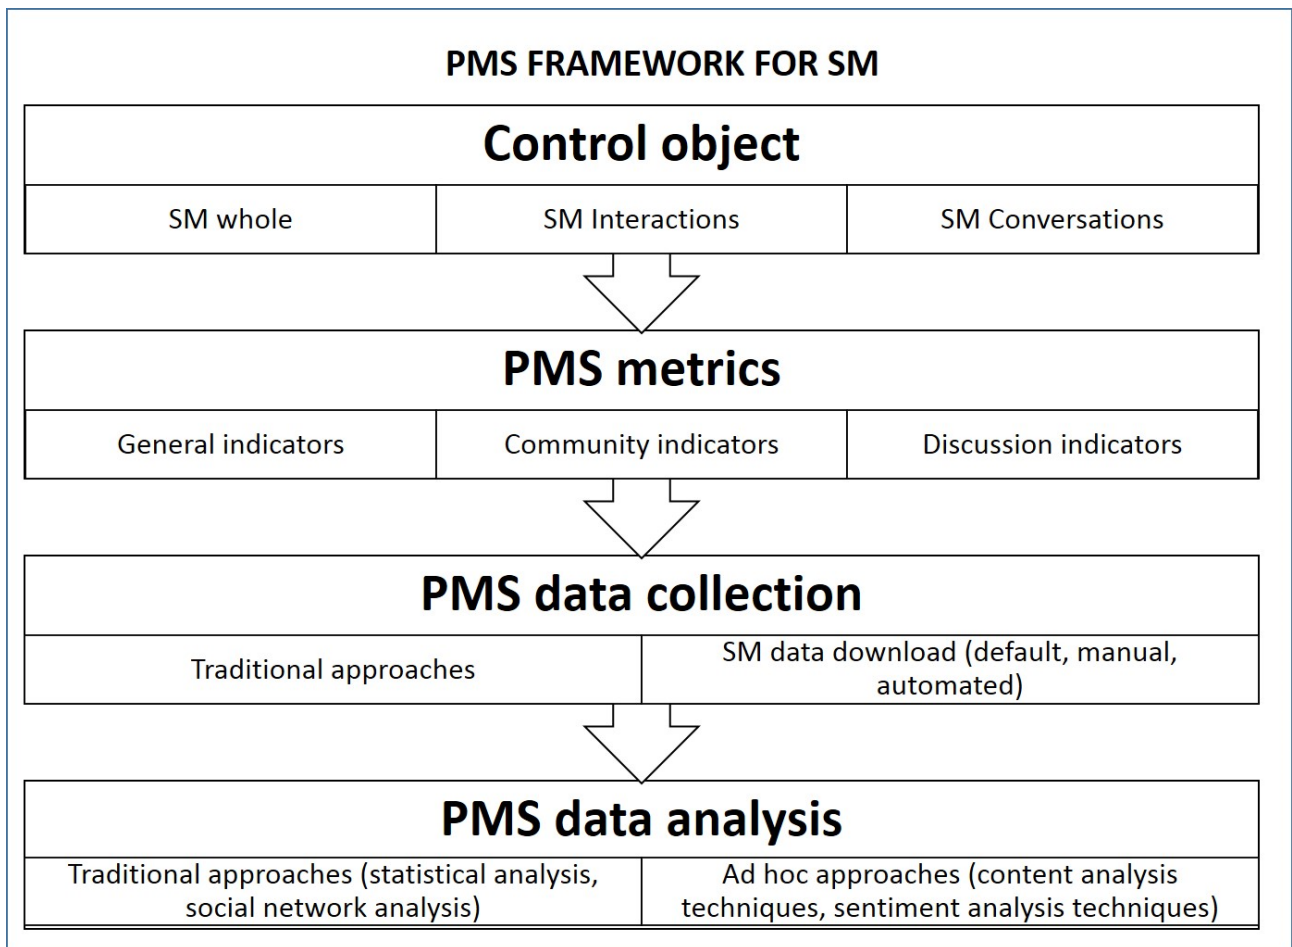 PMS FRAMEWORK FOR SM
Control object
SM whole
SM Interactions
SM Conversations
PMS metrics
General indicators
Community indicators
Discussion indicators
PMS data collection
Traditional approaches
SM data download (default, manual,
automated)
PMS data analysis
Traditional approaches (statistical analysis,
social network analysis)
Ad hoc approaches (content analysis
techniques, sentiment analysis techniques)